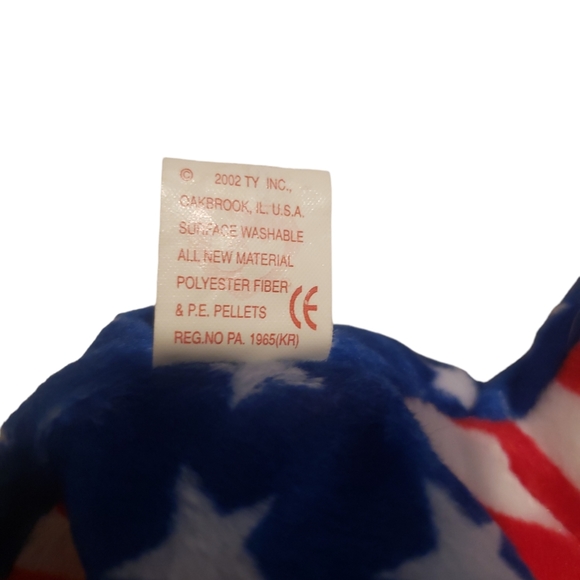 © 2002 TY INC.,
OAKBROOK, IL. U.S.A.
SURFACE WASHABLE
ALL NEW MATERIAL
POLYESTER FIBER
& P.E. PELLETS CE
REG.NO PA. 1965(KR)